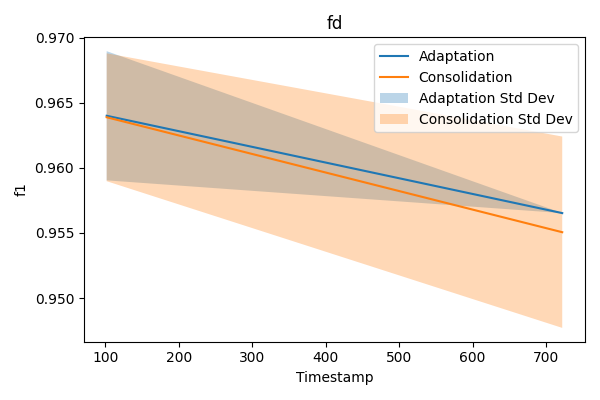 fd
0.970
0.965
0.960
0.955
0.950
f1
Adaptation
Consolidation
Adaptation Std Dev
Consolidation Std Dev
100 200 300 400 500 600 700
Timestamp